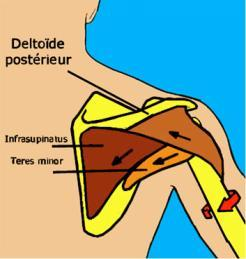 Deltoïde
postérieur
Infrasupinatus
Teres minor